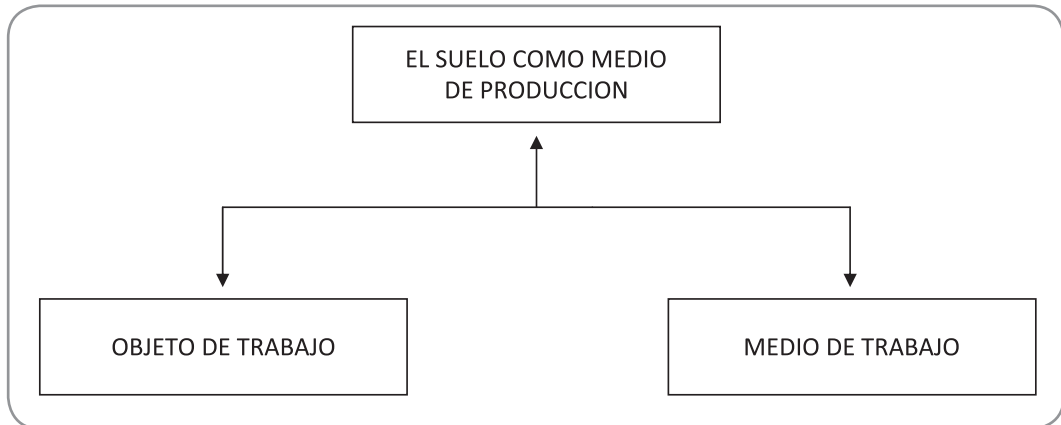 EL SUELO COMO MEDIO
DE PRODUCCION
OBJETO DE TRABAJO
MEDIO DE TRABAJO